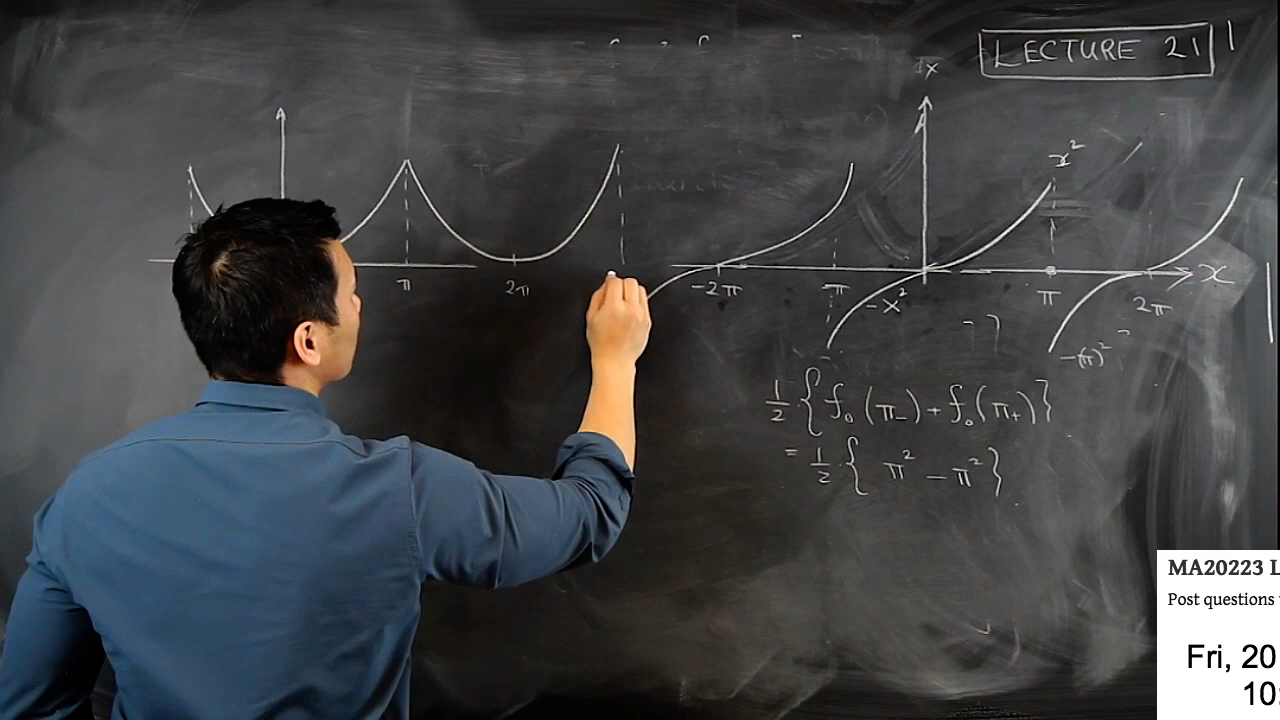 LECTURE 21
x
x²
π
2π
-2π
-π
-x²
π
2π
x
-(π)²
½ { f₀(π₋) + f₀(π₊) }
= ½ { π² - π² }
MA20223 L
Post questions
Fri, 20
10: